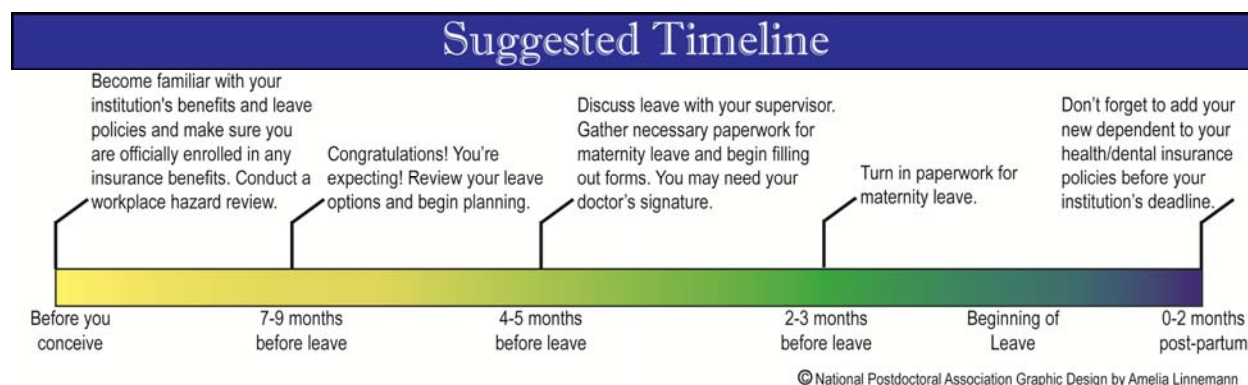 Suggested Timeline
Become familiar with your
institution's benefits and leave
policies and make sure you
are officially enrolled in any
insurance benefits. Conduct a
workplace hazard review.
Congratulations! You're
expecting! Review your leave
options and begin planning.
Discuss leave with your supervisor.
Gather necessary paperwork for
maternity leave and begin filling
out forms. You may need your
doctor's signature.
Turn in paperwork for
maternity leave.
Don't forget to add your
new dependent to your
health/dental insurance
policies before your
institution's deadline.
Before you
conceive
7-9 months
before leave
4-5 months
before leave
2-3 months
before leave
Beginning of
Leave
0-2 months
post-partum
© National Postdoctoral Association Graphic Design by Amelia Linnemann